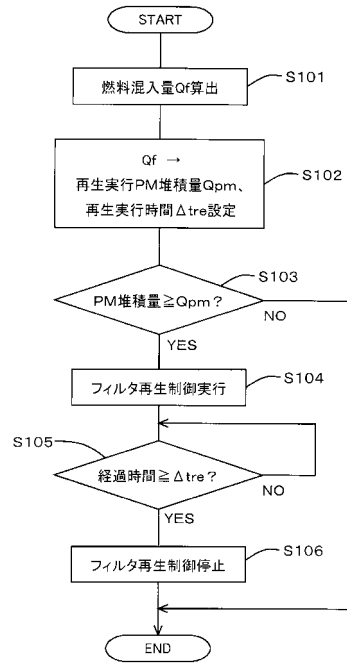 START
燃料混入量Qf算出
S101
Qf →
再生実行PM堆積量Qpm、
再生実行時間Δtre設定
S102
PM堆積量≧Qpm?
S103
NO
YES
フィルタ再生制御実行
S104
S105
経過時間≧Δtre?
NO
YES
フィルタ再生制御停止
S106
END